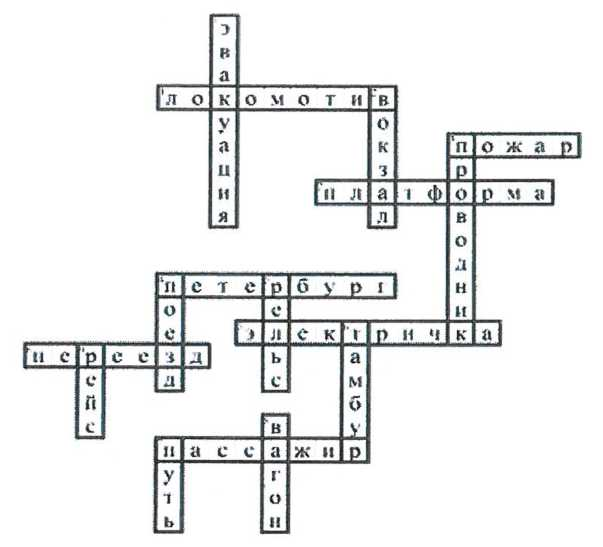 эвакуация
локомотив
вокзал
пожар
проводник
платформа
петербург
поезд
рельс
электричка
тамбур
переезд
рейс
вагон
пассажир
путь